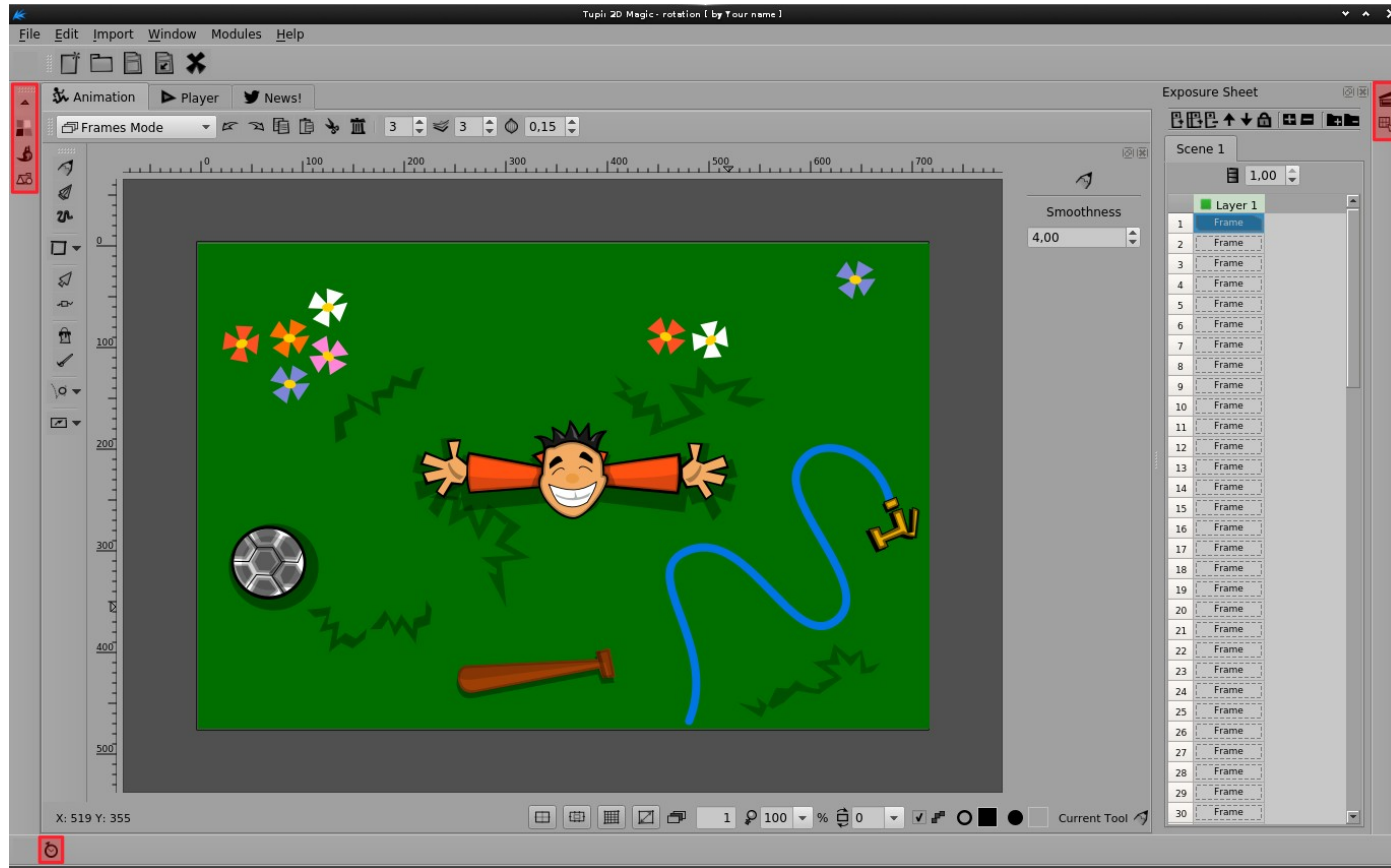 Tupi: 2D Magic - rotation [ by Your name ]
File Edit Import Window Modules Help
Animation Player News!
Frames Mode 3 3 0,15
0 100 200 300 400 500 600 700
0
100
200
300
400
500
Smoothness
4,00
Exposure Sheet
Scene 1
1,00
Layer 1
1 Frame
2 Frame
3 Frame
4 Frame
5 Frame
6 Frame
7 Frame
8 Frame
9 Frame
10 Frame
11 Frame
12 Frame
13 Frame
14 Frame
15 Frame
16 Frame
17 Frame
18 Frame
19 Frame
20 Frame
21 Frame
22 Frame
23 Frame
24 Frame
25 Frame
26 Frame
27 Frame
28 Frame
29 Frame
30 Frame
X: 519 Y: 355 1 100 % 0 Current Tool